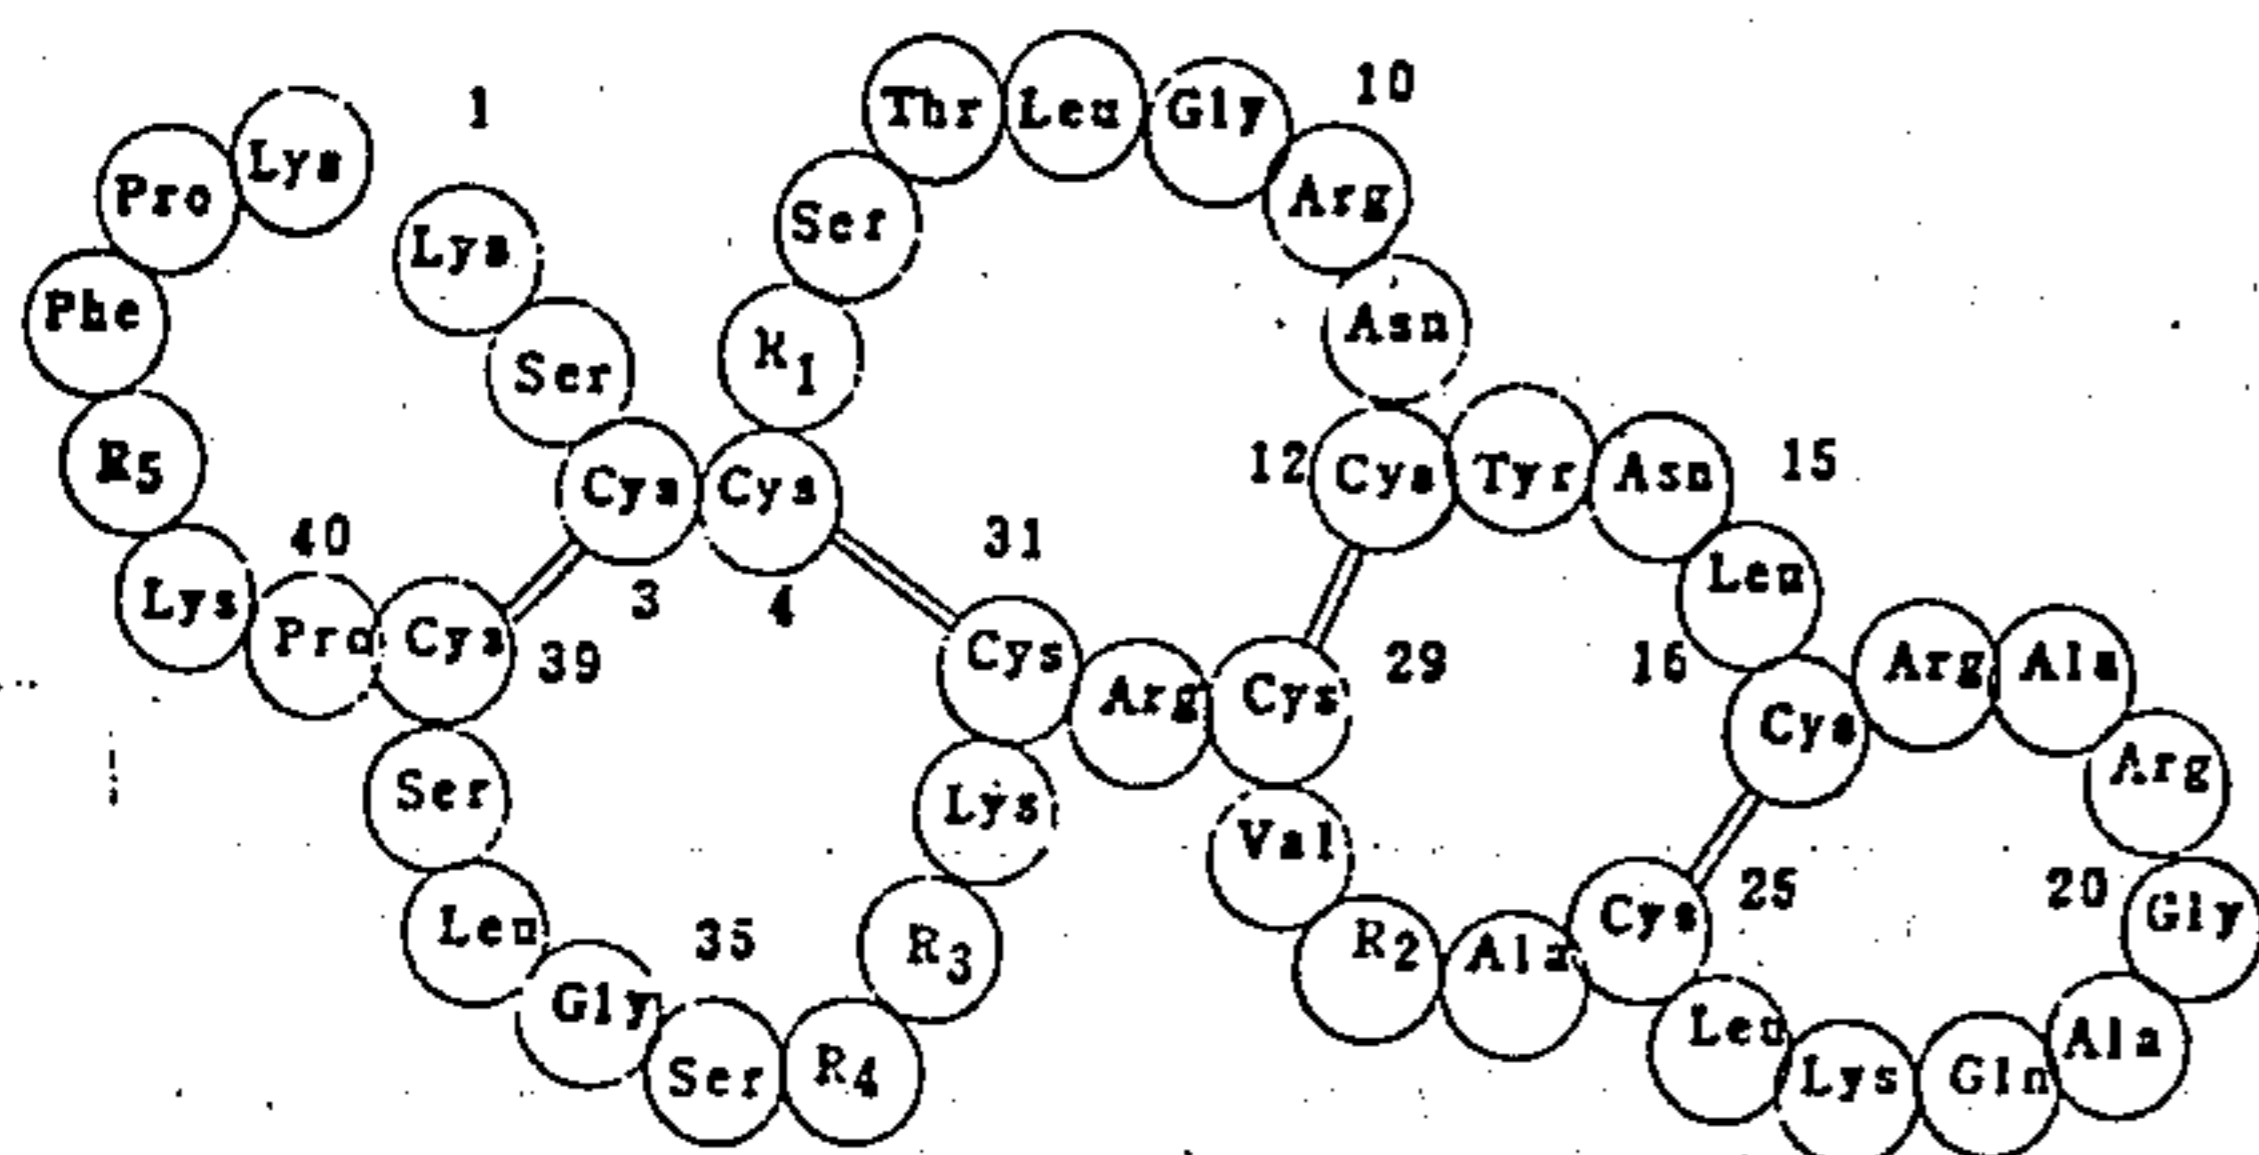 1
10
Thr Leu Gly
Pro Lys
Lys
Ser
Arg
Phe
Ser
R1
Asn
R5
Cys Cys
12 Cys Tyr Asn 15
40
31
Leu
Lys Pro Cys 39
3 4
Cys Arg Cys 29
16
Cys Arg Ala
Arg
Ser
Lys
Val
Leu
35
R3
R2 Ala Cys 25
20 Gly
Gly Ser R4
Leu Lys Gln Ala